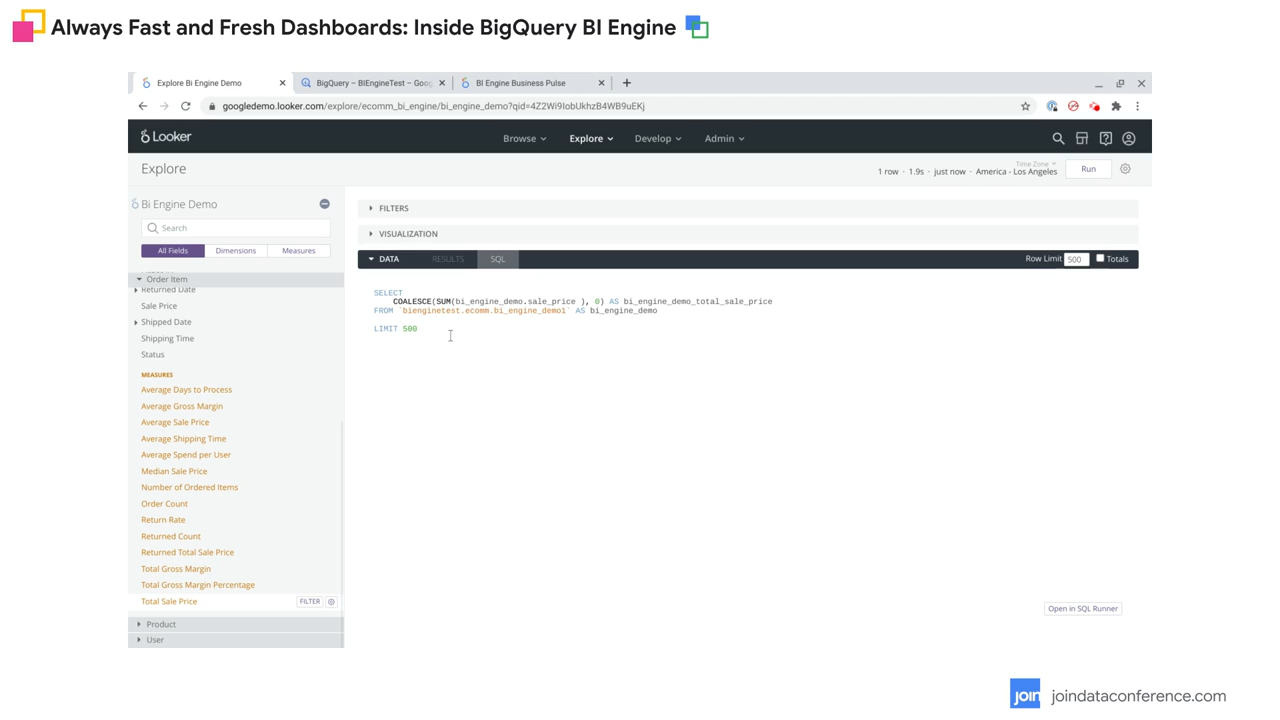 Always Fast and Fresh Dashboards: Inside BigQuery BI Engine
Explore Bi Engine Demo
BigQuery – BIEngineTest – Goog
BI Engine Business Pulse
googledemo.looker.com/explore/ecomm_bi_engine/bi_engine_demo?qid=4Z2Wi9IobUkhzB4WB9uEKj
Looker
Browse
Explore
Develop
Admin
Explore
1 row · 1.9s · just now · America - Los Angeles
Time Zone
Run
Bi Engine Demo
Search
All Fields
Dimensions
Measures
Order Item
Returned Date
Sale Price
Shipped Date
Shipping Time
Status
MEASURES
Average Days to Process
Average Gross Margin
Average Sale Price
Average Shipping Time
Average Spend per User
Median Sale Price
Number of Ordered Items
Order Count
Return Rate
Returned Count
Returned Total Sale Price
Total Gross Margin
Total Gross Margin Percentage
Total Sale Price
FILTER
Product
User
FILTERS
VISUALIZATION
DATA
RESULTS
SQL
Row Limit 500
Totals
SELECT
COALESCE(SUM(bi_engine_demo.sale_price ), 0) AS bi_engine_demo_total_sale_price
FROM `bienginetest.ecomm.bi_engine_demo1` AS bi_engine_demo
LIMIT 500
Open in SQL Runner
join
joindataconference.com